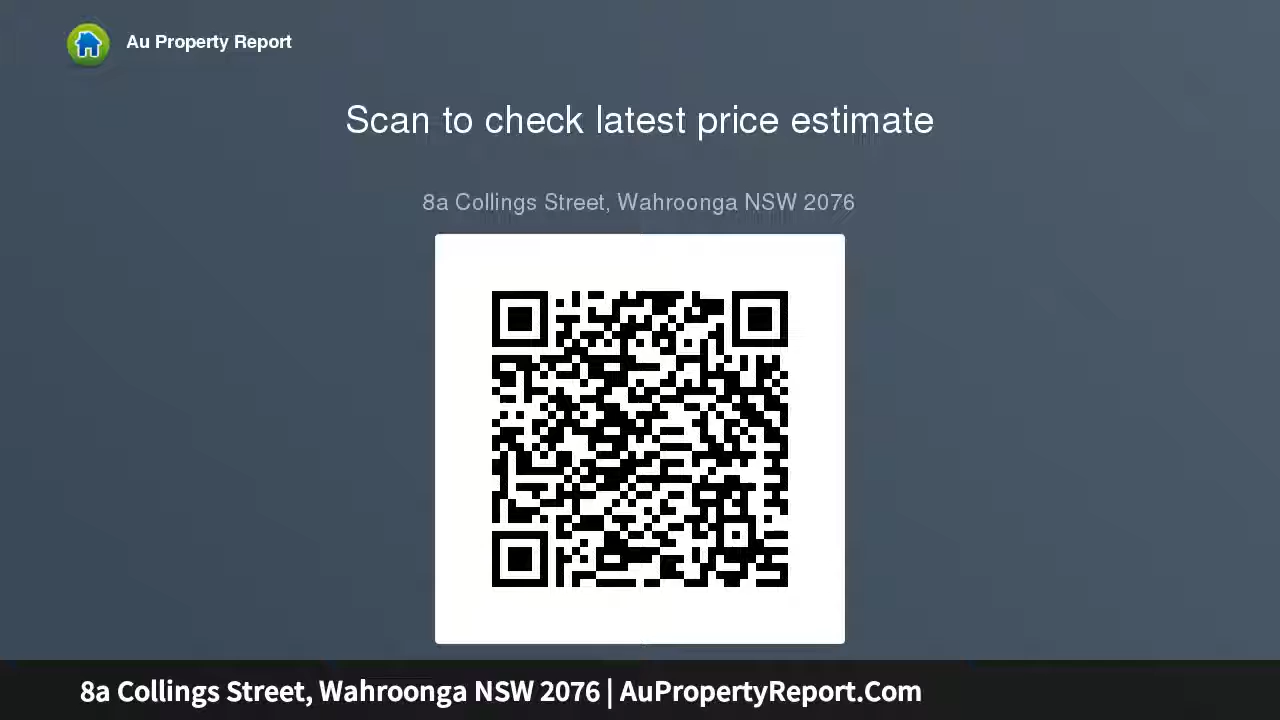 Au Property Report
Scan to check latest price estimate
8a Collings Street, Wahroonga NSW 2076
8a Collings Street, Wahroonga NSW 2076 | AuPropertyReport.Com